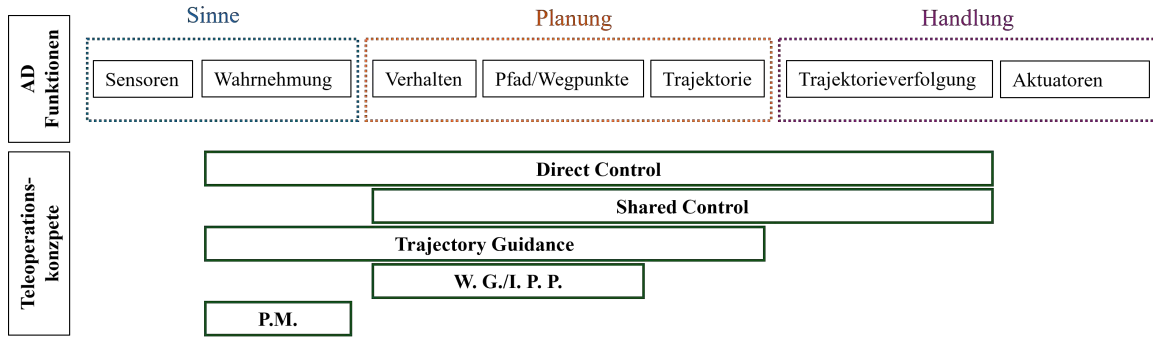 Sinne
Planung
Handlung
AD
Funktionen
Sensoren
Wahrnehmung
Verhalten
Pfad/Wegpunkte
Trajektorie
Trajektorieverfolgung
Aktuatoren
Teleoperations-
konzpete
Direct Control
Shared Control
Trajectory Guidance
W. G./I. P. P.
P.M.